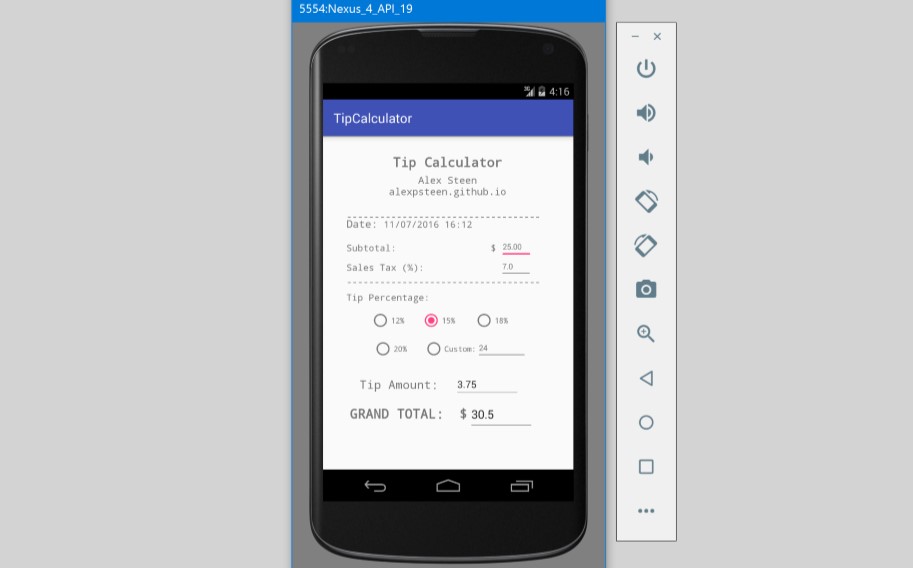 5554:Nexus_4_API_19
3G 4:16
TipCalculator
Tip Calculator
Alex Steen
alexpsteen.github.io
Date: 11/07/2016 16:12
Subtotal: $ 25.00
Sales Tax (%): 7.0
Tip Percentage:
12% 15% 18%
20% Custom: 24
Tip Amount: 3.75
GRAND TOTAL: $ 30.5